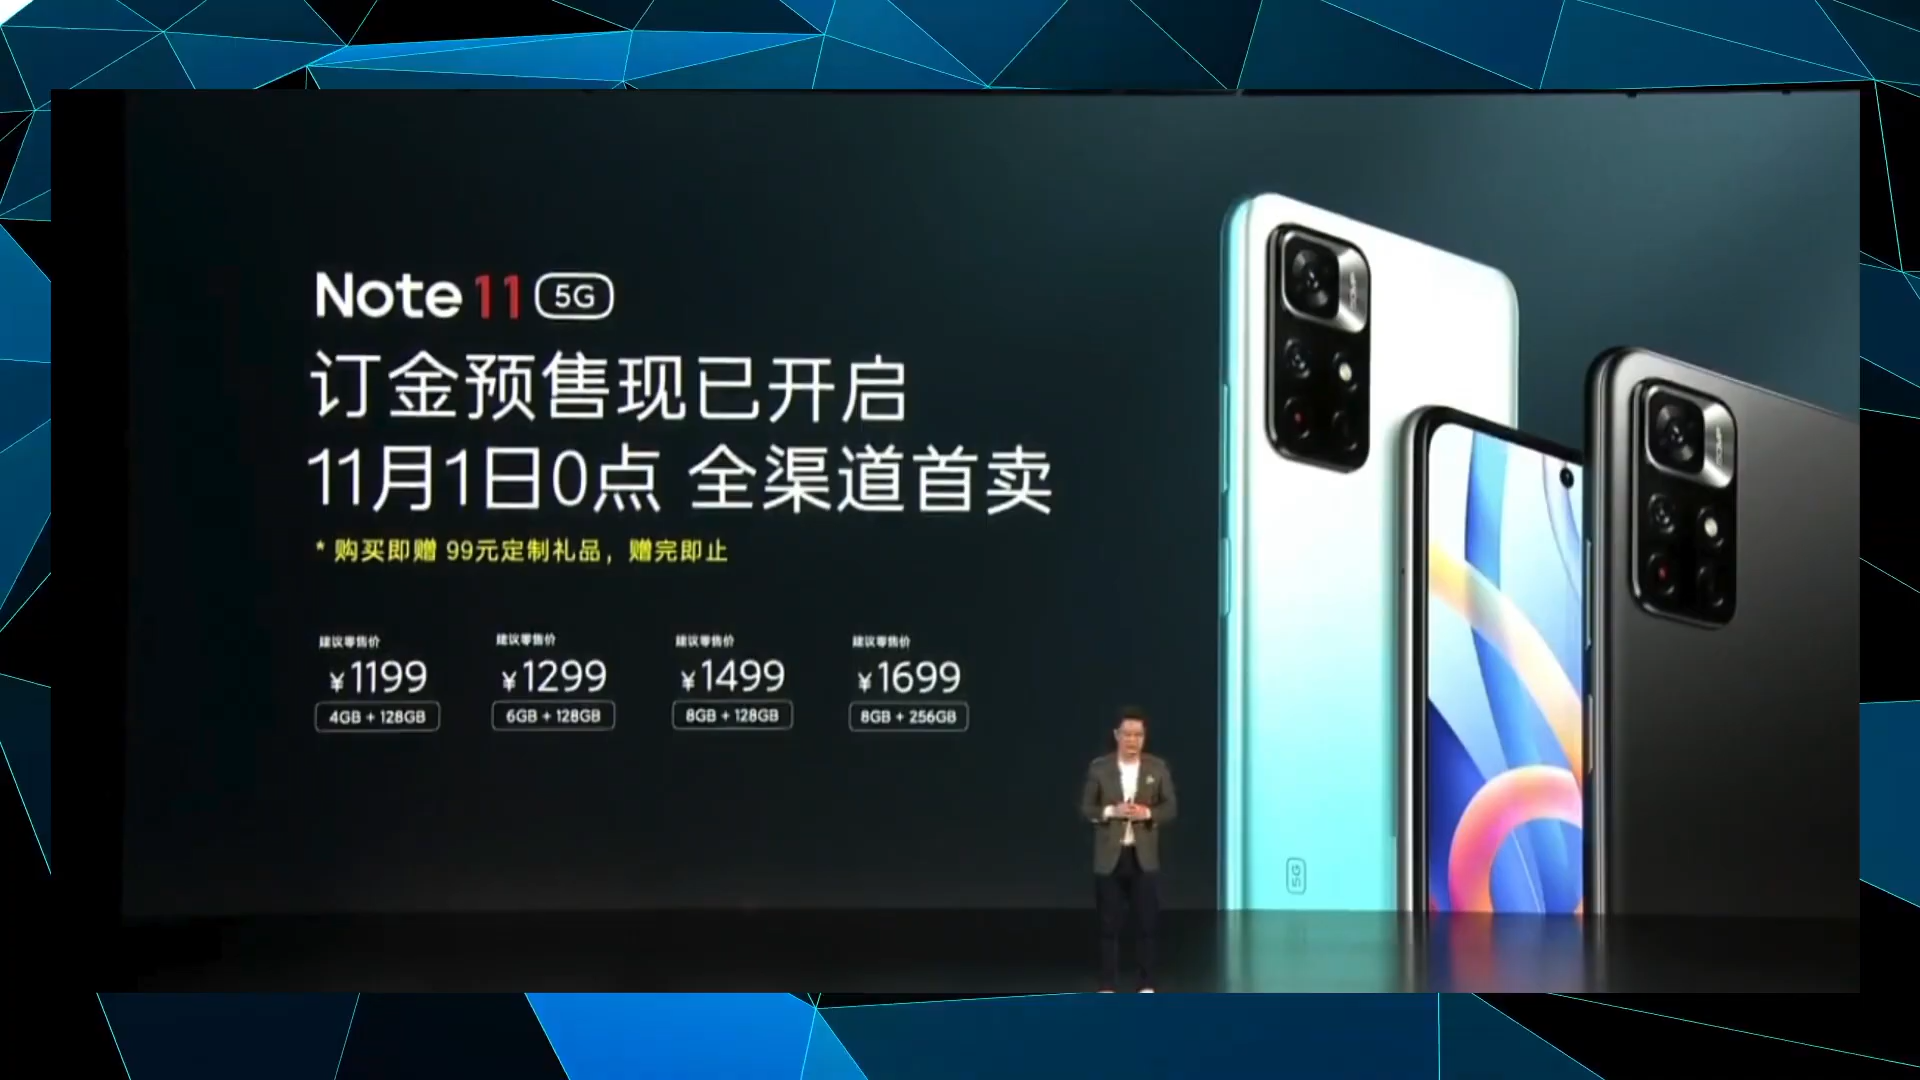 Note 11 5G
订金预售现已开启
11月1日0点 全渠道首卖
* 购买即赠 99元定制礼品，赠完即止
建议零售价 建议零售价 建议零售价 建议零售价
¥1199 ¥1299 ¥1499 ¥1699
4GB + 128GB 6GB + 128GB 8GB + 128GB 8GB + 256GB
5G